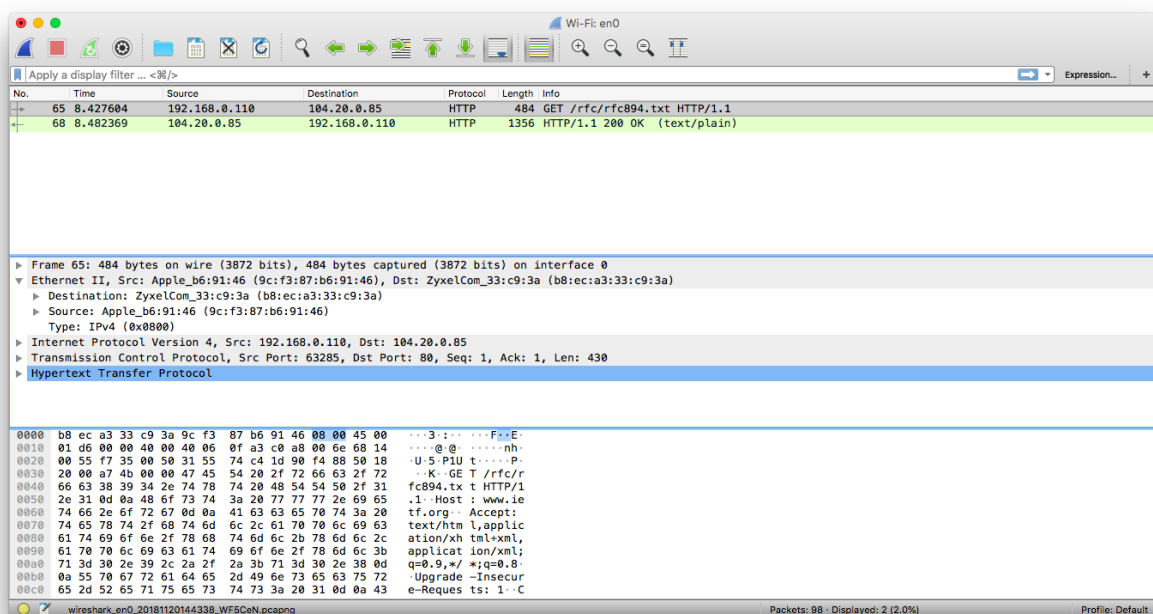 Wi-Fi: en0
Apply a display filter ... <⌘/>
Expression... +
No. Time Source Destination Protocol Length Info
65 8.427604 192.168.0.110 104.20.0.85 HTTP 484 GET /rfc/rfc894.txt HTTP/1.1
68 8.482369 104.20.0.85 192.168.0.110 HTTP 1356 HTTP/1.1 200 OK (text/plain)
Frame 65: 484 bytes on wire (3872 bits), 484 bytes captured (3872 bits) on interface 0
Ethernet II, Src: Apple_b6:91:46 (9c:f3:87:b6:91:46), Dst: ZyxelCom_33:c9:3a (b8:ec:a3:33:c9:3a)
Destination: ZyxelCom_33:c9:3a (b8:ec:a3:33:c9:3a)
Source: Apple_b6:91:46 (9c:f3:87:b6:91:46)
Type: IPv4 (0x0800)
Internet Protocol Version 4, Src: 192.168.0.110, Dst: 104.20.0.85
Transmission Control Protocol, Src Port: 63285, Dst Port: 80, Seq: 1, Ack: 1, Len: 430
Hypertext Transfer Protocol
0000 b8 ec a3 33 c9 3a 9c f3 87 b6 91 46 08 00 45 00 ···3·:·· ···F··E·
0010 01 d6 00 00 40 00 40 06 0f a3 c0 a8 00 6e 68 14 ····@·@· ·····nh·
0020 00 55 f7 35 00 50 31 55 74 c4 1d 90 f4 88 50 18 ·U·5·P1U t·····P·
0030 20 00 a7 4b 00 00 47 45 54 20 2f 72 66 63 2f 72 ··K··GE T /rfc/r
0040 66 63 38 39 34 2e 74 78 74 20 48 54 54 50 2f 31 fc894.tx t HTTP/1
0050 2e 31 0d 0a 48 6f 73 74 3a 20 77 77 77 2e 69 65 .1··Host : www.ie
0060 74 66 2e 6f 72 67 0d 0a 41 63 63 65 70 74 3a 20 tf.org·· Accept:
0070 74 65 78 74 2f 68 74 6d 6c 2c 61 70 70 6c 69 63 text/htm l,applic
0080 61 74 69 6f 6e 2f 78 68 74 6d 6c 2b 78 6d 6c 2c ation/xh tml+xml,
0090 61 70 70 6c 69 63 61 74 69 6f 6e 2f 78 6d 6c 3b applicat ion/xml;
00a0 71 3d 30 2e 39 2c 2a 2f 2a 3b 71 3d 30 2e 38 0d q=0.9,*/ *;q=0.8·
00b0 0a 55 70 67 72 61 64 65 2d 49 6e 73 65 63 75 72 ·Upgrade -Insecur
00c0 65 2d 52 65 71 75 65 73 74 73 3a 20 31 0d 0a 43 e-Reques ts: 1··C
wireshark_en0_20181120144338_WF5CeN.pcapng Packets: 98 · Displayed: 2 (2.0%) Profile: Default